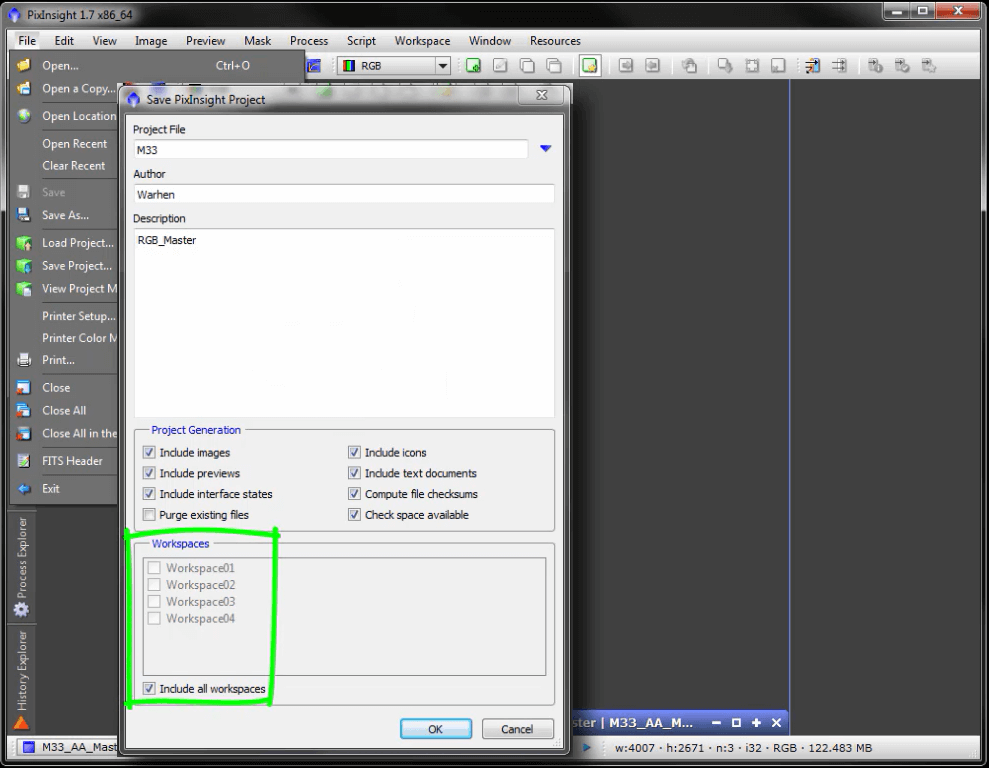 PixInsight 1.7 x86_64
File Edit View Image Preview Mask Process Script Workspace Window Resources
Open... Ctrl+O
RGB
Open a Copy...
Open Location
Open Recent
Clear Recent
Save
Save As...
Load Project...
Save Project...
View Project M
Printer Setup...
Printer Color M
Print...
Close
Close All
Close All in the
FITS Header
Exit
Process Explorer
History Explorer
Save PixInsight Project
Project File
M33
Author
Warhen
Description
RGB_Master
Project Generation
Include images Include icons
Include previews Include text documents
Include interface states Compute file checksums
Purge existing files Check space available
Workspaces
Workspace01
Workspace02
Workspace03
Workspace04
Include all workspaces
OK Cancel
ster | M33_AA_M...
M33_AA_Mast
w:4007 · h:2671 · n:3 · i32 · RGB · 122.483 MB